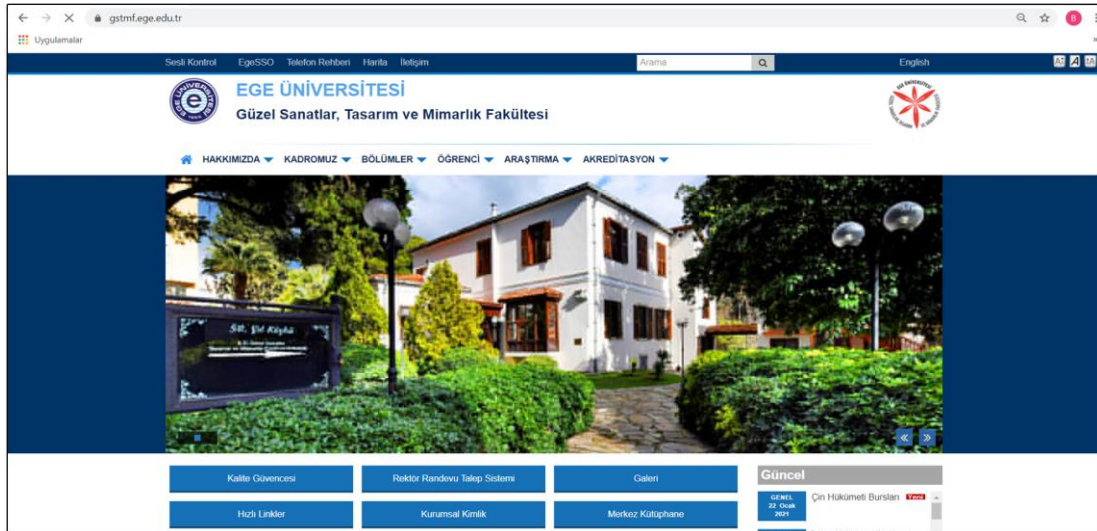 gstmf.ege.edu.tr
B
Uygulamalar
Sesli Kontrol EgeSSO Telefon Rehberi Harita İletişim Arama English
EGE ÜNİVERSİTESİ
Güzel Sanatlar, Tasarım ve Mimarlık Fakültesi
HAKKIMIZDA KADROMUZ BÖLÜMLER ÖĞRENCİ ARAŞTIRMA AKREDİTASYON
Kalite Güvencesi Rektör Randevu Talep Sistemi Galeri
Güncel
GENEL
22 Ocak
2021
Çin Hükümeti Bursları Yeni
Hızlı Linkler Kurumsal Kimlik Merkez Kütüphane